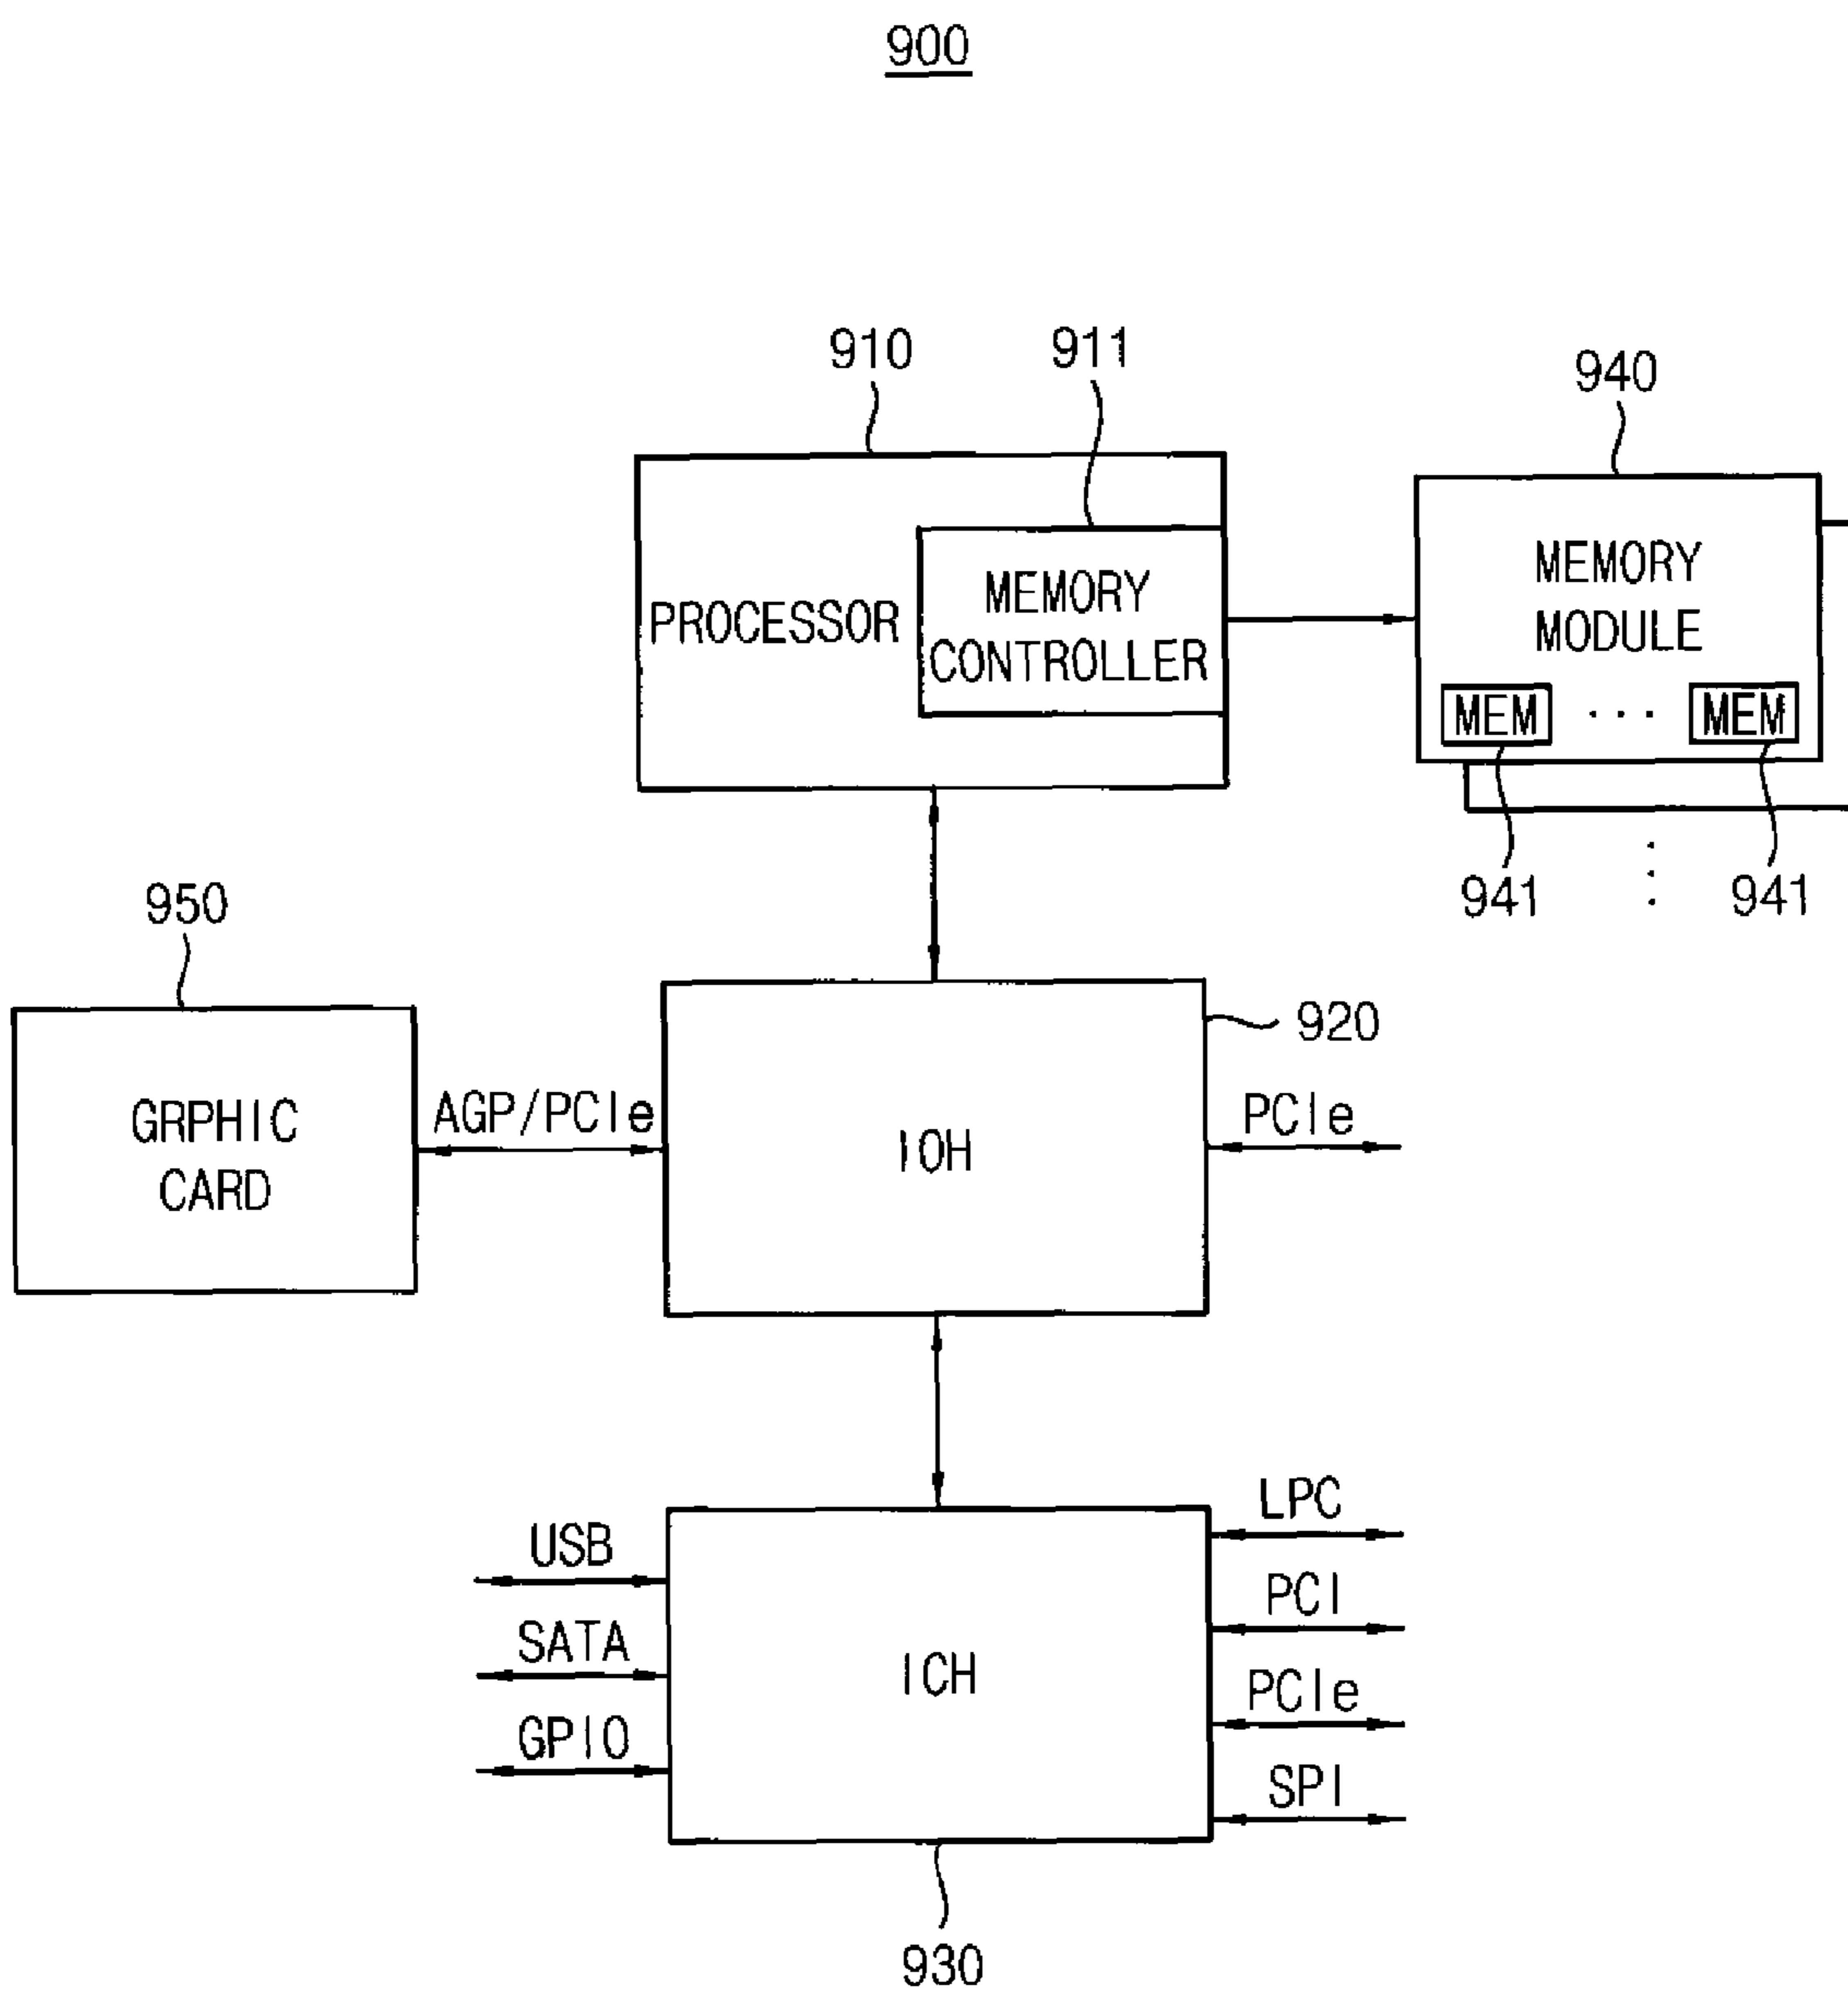 900
910
911
940
PROCESSOR
MEMORY
CONTROLLER
MEMORY
MODULE
MEM ... MEM
941
941
950
920
GRPHIC
CARD
AGP/PCIe
IOH
PCIe
USB
SATA
GPIO
ICH
LPC
PCI
PCIe
SPI
930